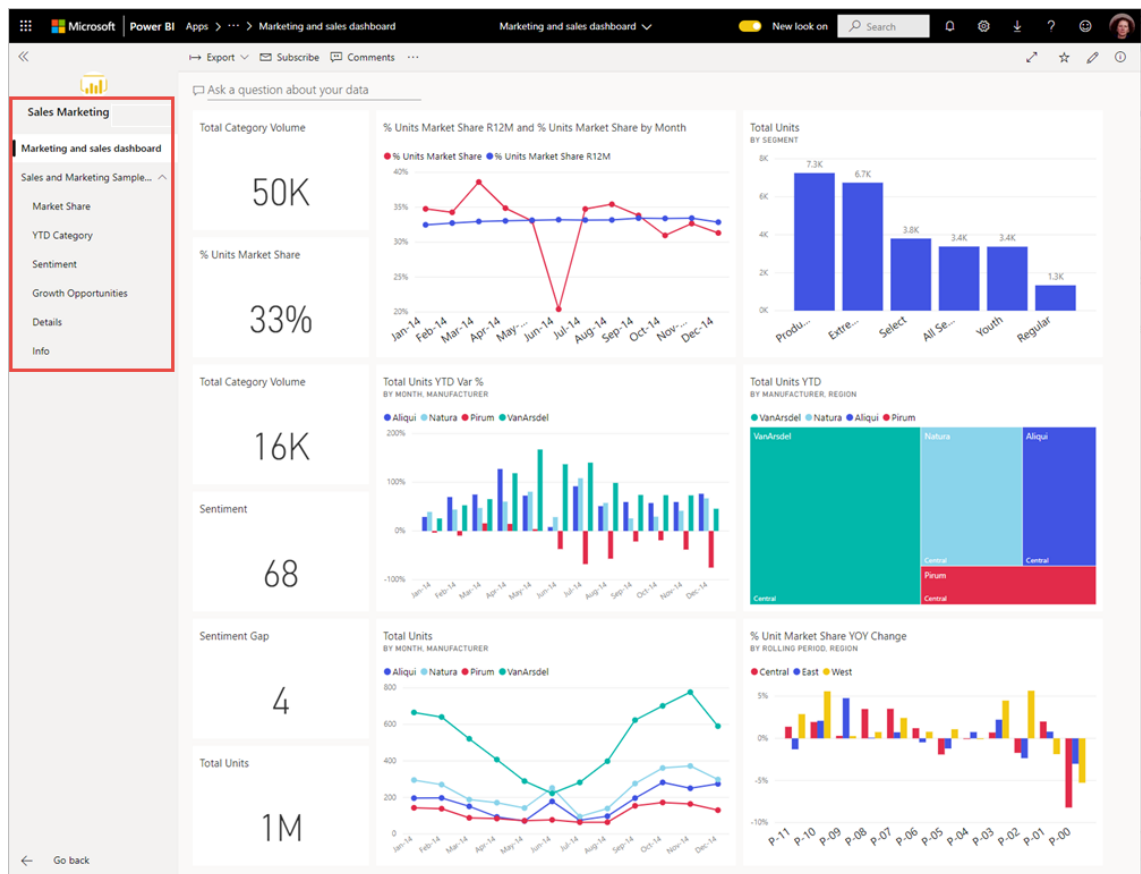 Microsoft Power BI Apps > ··· > Marketing and sales dashboard Marketing and sales dashboard New look on Search
Export Subscribe Comments ···
Ask a question about your data
Sales Marketing
Marketing and sales dashboard
Sales and Marketing Sample...
Market Share
YTD Category
Sentiment
Growth Opportunities
Details
Info
Go back
Total Category Volume
50K
% Units Market Share
33%
Total Category Volume
16K
Sentiment
68
Sentiment Gap
4
Total Units
1M
% Units Market Share R12M and % Units Market Share by Month
% Units Market Share % Units Market Share R12M
40%
35%
30%
25%
20%
Jan-14 Feb-14 Mar-14 Apr-14 May-... Jun-14 Jul-14 Aug-14 Sep-14 Oct-14 Nov-... Dec-14
Total Units
BY SEGMENT
8K
6K
4K
2K
0K
7.3K 6.7K 3.8K 3.4K 3.4K 1.3K
Produ... Extre... Select All Se... Youth Regular
Total Units YTD Var %
BY MONTH, MANUFACTURER
Aliqui Natura Pirum VanArsdel
200%
100%
0%
-100%
Jan-14 Feb-14 Mar-14 Apr-14 May-14 Jun-14 Jul-14 Aug-14 Sep-14 Oct-14 Nov-14 Dec-14
Total Units YTD
BY MANUFACTURER, REGION
VanArsdel Natura Aliqui Pirum
VanArsdel Natura Aliqui
Central Central
Pirum
Central Central
Total Units
BY MONTH, MANUFACTURER
Aliqui Natura Pirum VanArsdel
800
600
400
200
0
Jan-14 Feb-14 Mar-14 Apr-14 May-14 Jun-14 Jul-14 Aug-14 Sep-14 Oct-14 Nov-14 Dec-14
% Unit Market Share YOY Change
BY ROLLING PERIOD, REGION
Central East West
5%
0%
-5%
-10%
P-11 P-10 P-09 P-08 P-07 P-06 P-05 P-04 P-03 P-02 P-01 P-00